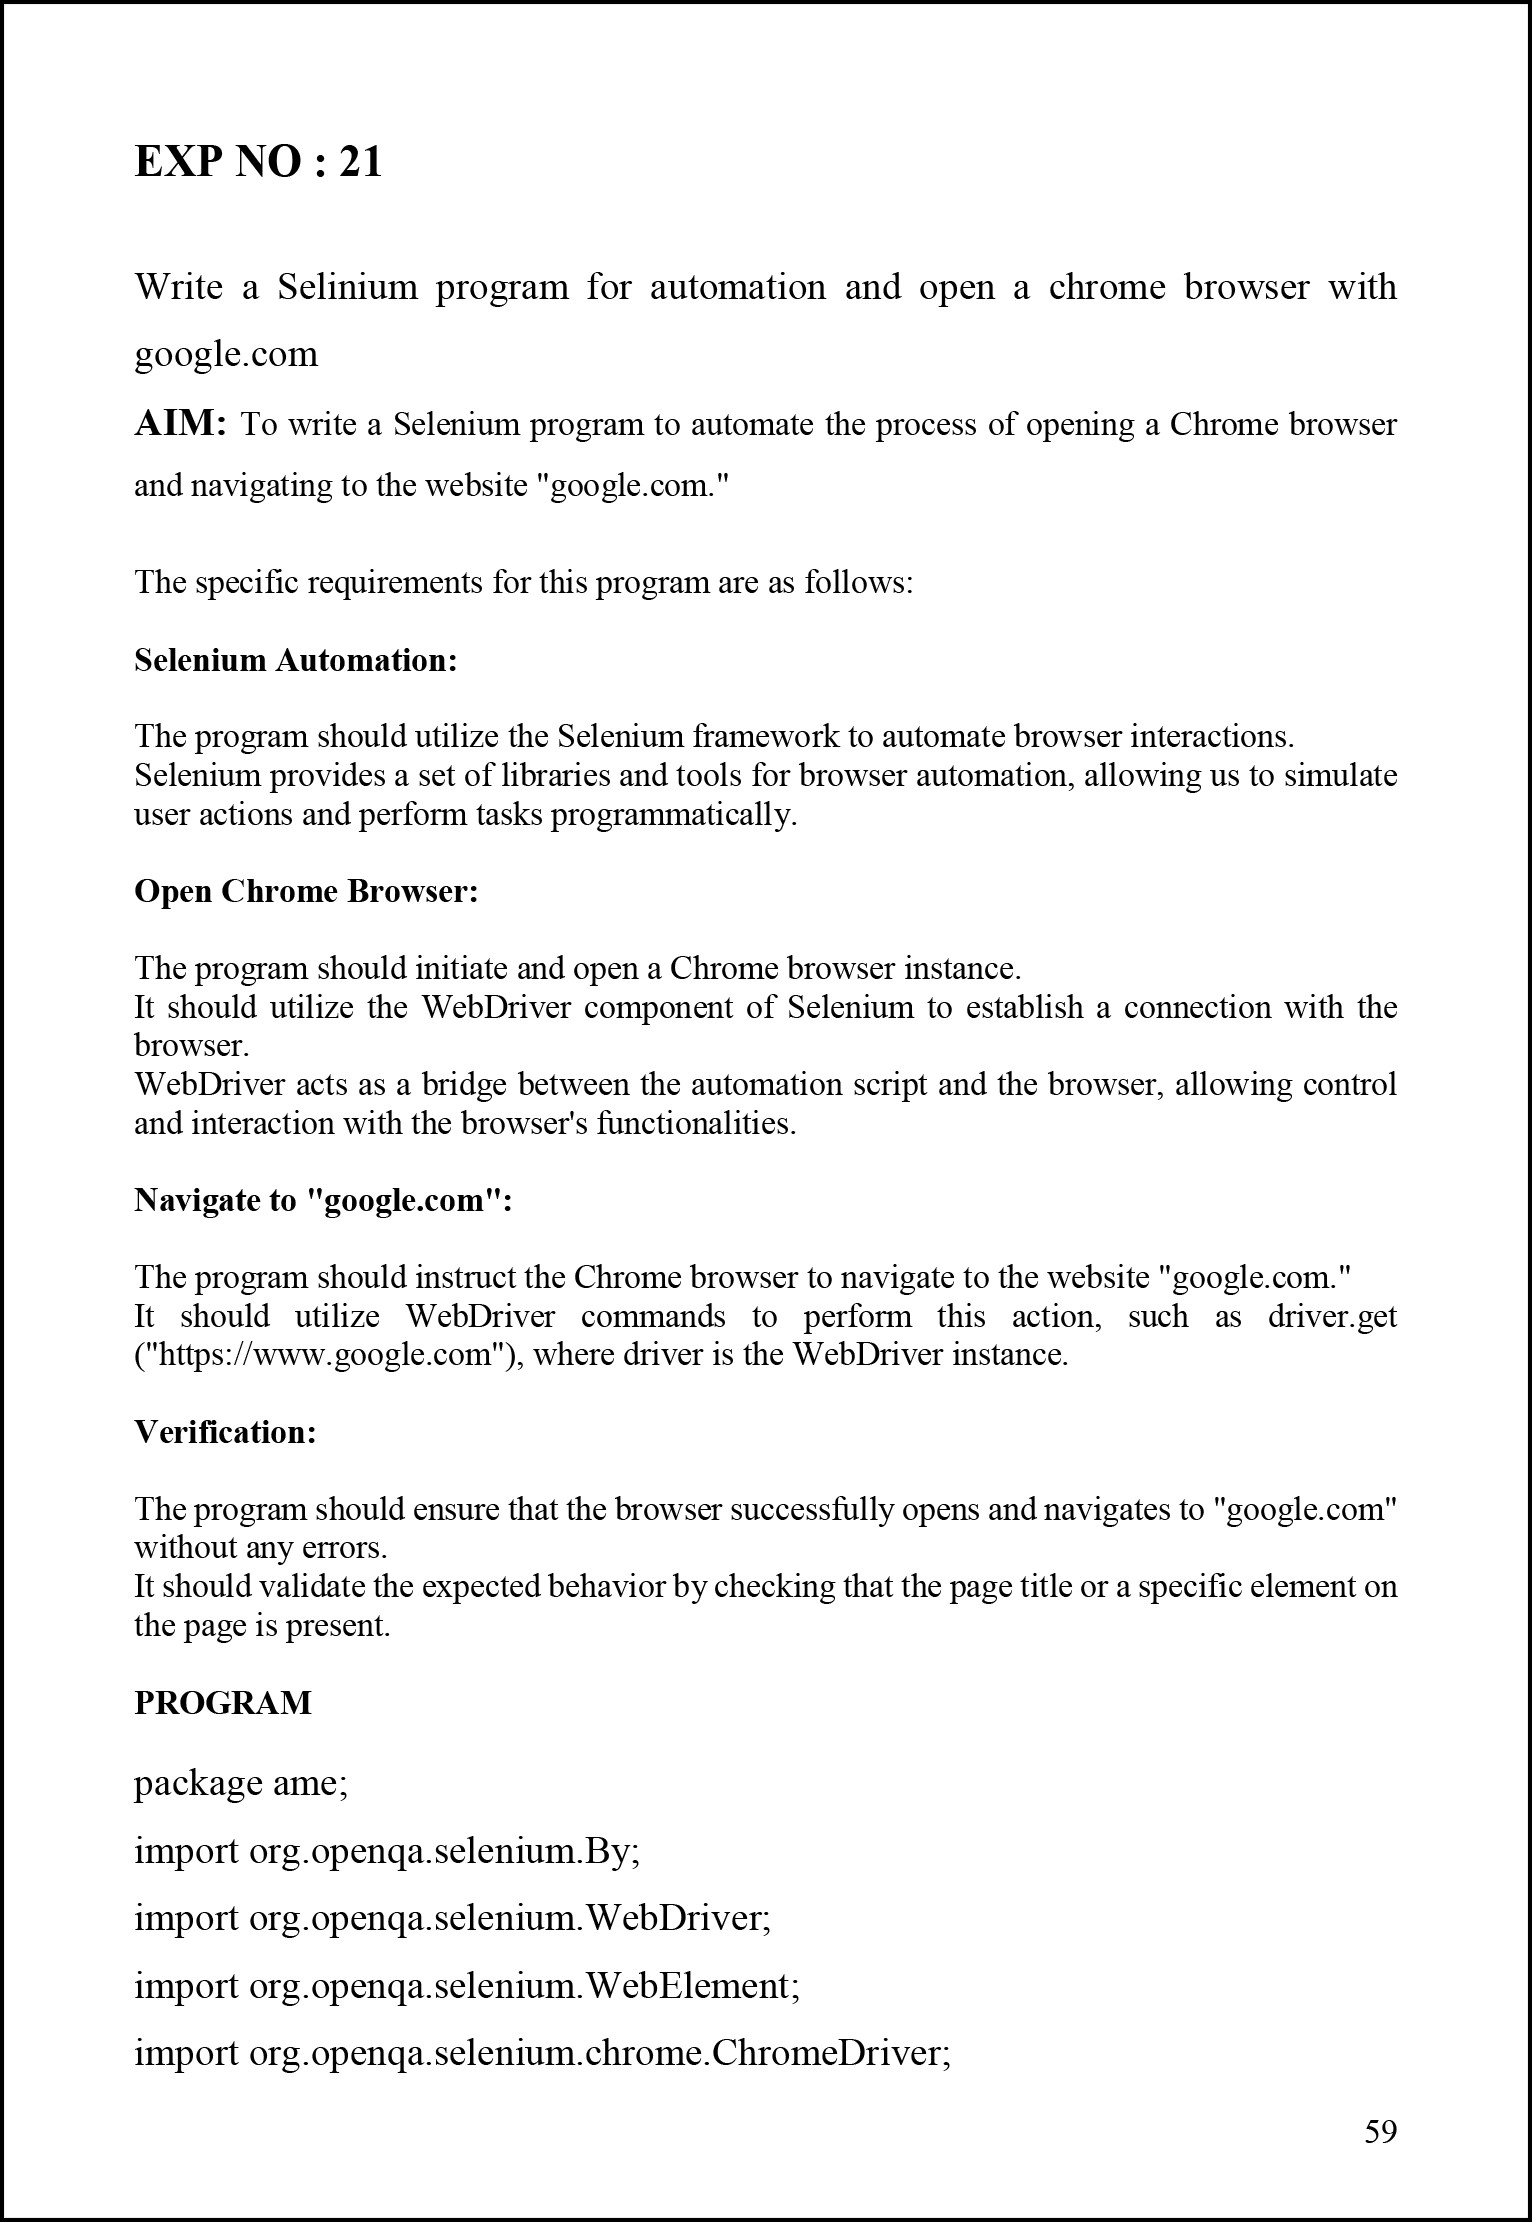 EXP NO : 21
Write a Selinium program for automation and open a chrome browser with
google.com
AIM: To write a Selenium program to automate the process of opening a Chrome browser
and navigating to the website "google.com."
The specific requirements for this program are as follows:
Selenium Automation:
The program should utilize the Selenium framework to automate browser interactions.
Selenium provides a set of libraries and tools for browser automation, allowing us to simulate
user actions and perform tasks programmatically.
Open Chrome Browser:
The program should initiate and open a Chrome browser instance.
It should utilize the WebDriver component of Selenium to establish a connection with the
browser.
WebDriver acts as a bridge between the automation script and the browser, allowing control
and interaction with the browser's functionalities.
Navigate to "google.com":
The program should instruct the Chrome browser to navigate to the website "google.com."
It should utilize WebDriver commands to perform this action, such as driver.get
("https://www.google.com"), where driver is the WebDriver instance.
Verification:
The program should ensure that the browser successfully opens and navigates to "google.com"
without any errors.
It should validate the expected behavior by checking that the page title or a specific element on
the page is present.
PROGRAM
package ame;
import org.openqa.selenium.By;
import org.openqa.selenium.WebDriver;
import org.openqa.selenium.WebElement;
import org.openqa.selenium.chrome.ChromeDriver;
59